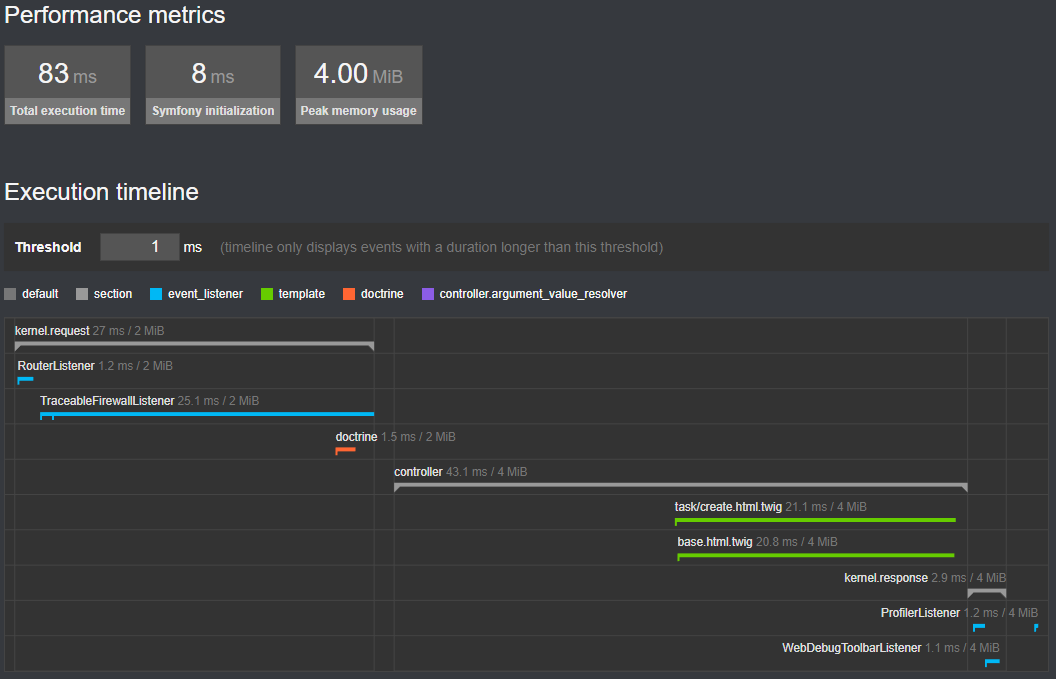 Performance metrics
83 ms 8 ms 4.00 MiB
Total execution time Symfony initialization Peak memory usage
Execution timeline
Threshold 1 ms (timeline only displays events with a duration longer than this threshold)
default section event_listener template doctrine controller.argument_value_resolver
kernel.request 27 ms / 2 MiB
RouterListener 1.2 ms / 2 MiB
TraceableFirewallListener 25.1 ms / 2 MiB
doctrine 1.5 ms / 2 MiB
controller 43.1 ms / 4 MiB
task/create.html.twig 21.1 ms / 4 MiB
base.html.twig 20.8 ms / 4 MiB
kernel.response 2.9 ms / 4 MiB
ProfilerListener 1.2 ms / 4 MiB
WebDebugToolbarListener 1.1 ms / 4 MiB